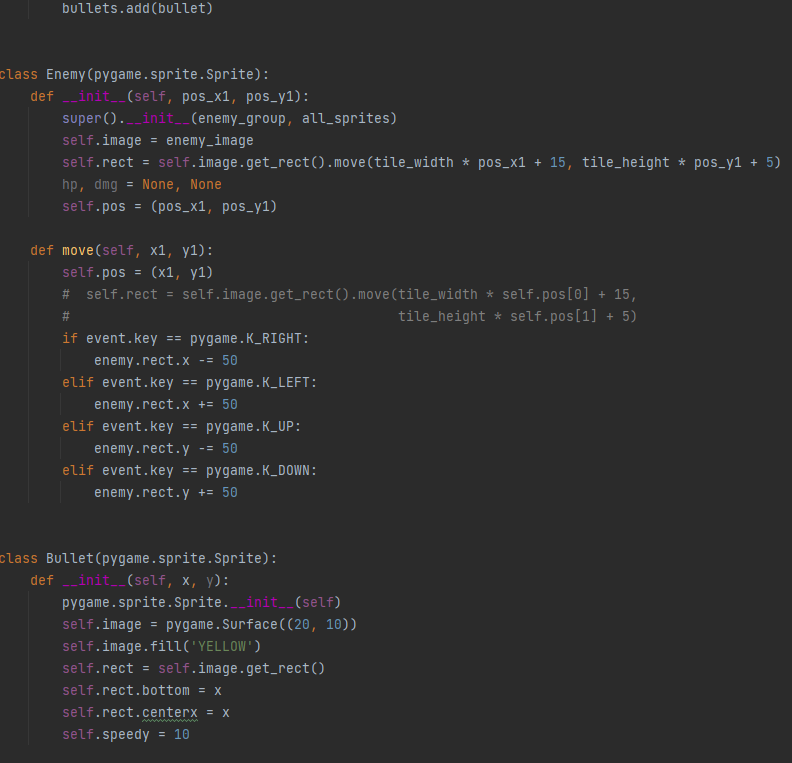 bullets.add(bullet)
class Enemy(pygame.sprite.Sprite):
def __init__(self, pos_x1, pos_y1):
super().__init__(enemy_group, all_sprites)
self.image = enemy_image
self.rect = self.image.get_rect().move(tile_width * pos_x1 + 15, tile_height * pos_y1 + 5)
hp, dmg = None, None
self.pos = (pos_x1, pos_y1)
def move(self, x1, y1):
self.pos = (x1, y1)
#  self.rect = self.image.get_rect().move(tile_width * self.pos[0] + 15,
#                                         tile_height * self.pos[1] + 5)
if event.key == pygame.K_RIGHT:
enemy.rect.x -= 50
elif event.key == pygame.K_LEFT:
enemy.rect.x += 50
elif event.key == pygame.K_UP:
enemy.rect.y -= 50
elif event.key == pygame.K_DOWN:
enemy.rect.y += 50
class Bullet(pygame.sprite.Sprite):
def __init__(self, x, y):
pygame.sprite.Sprite.__init__(self)
self.image = pygame.Surface((20, 10))
self.image.fill('YELLOW')
self.rect = self.image.get_rect()
self.rect.bottom = x
self.rect.centerx = x
self.speedy = 10